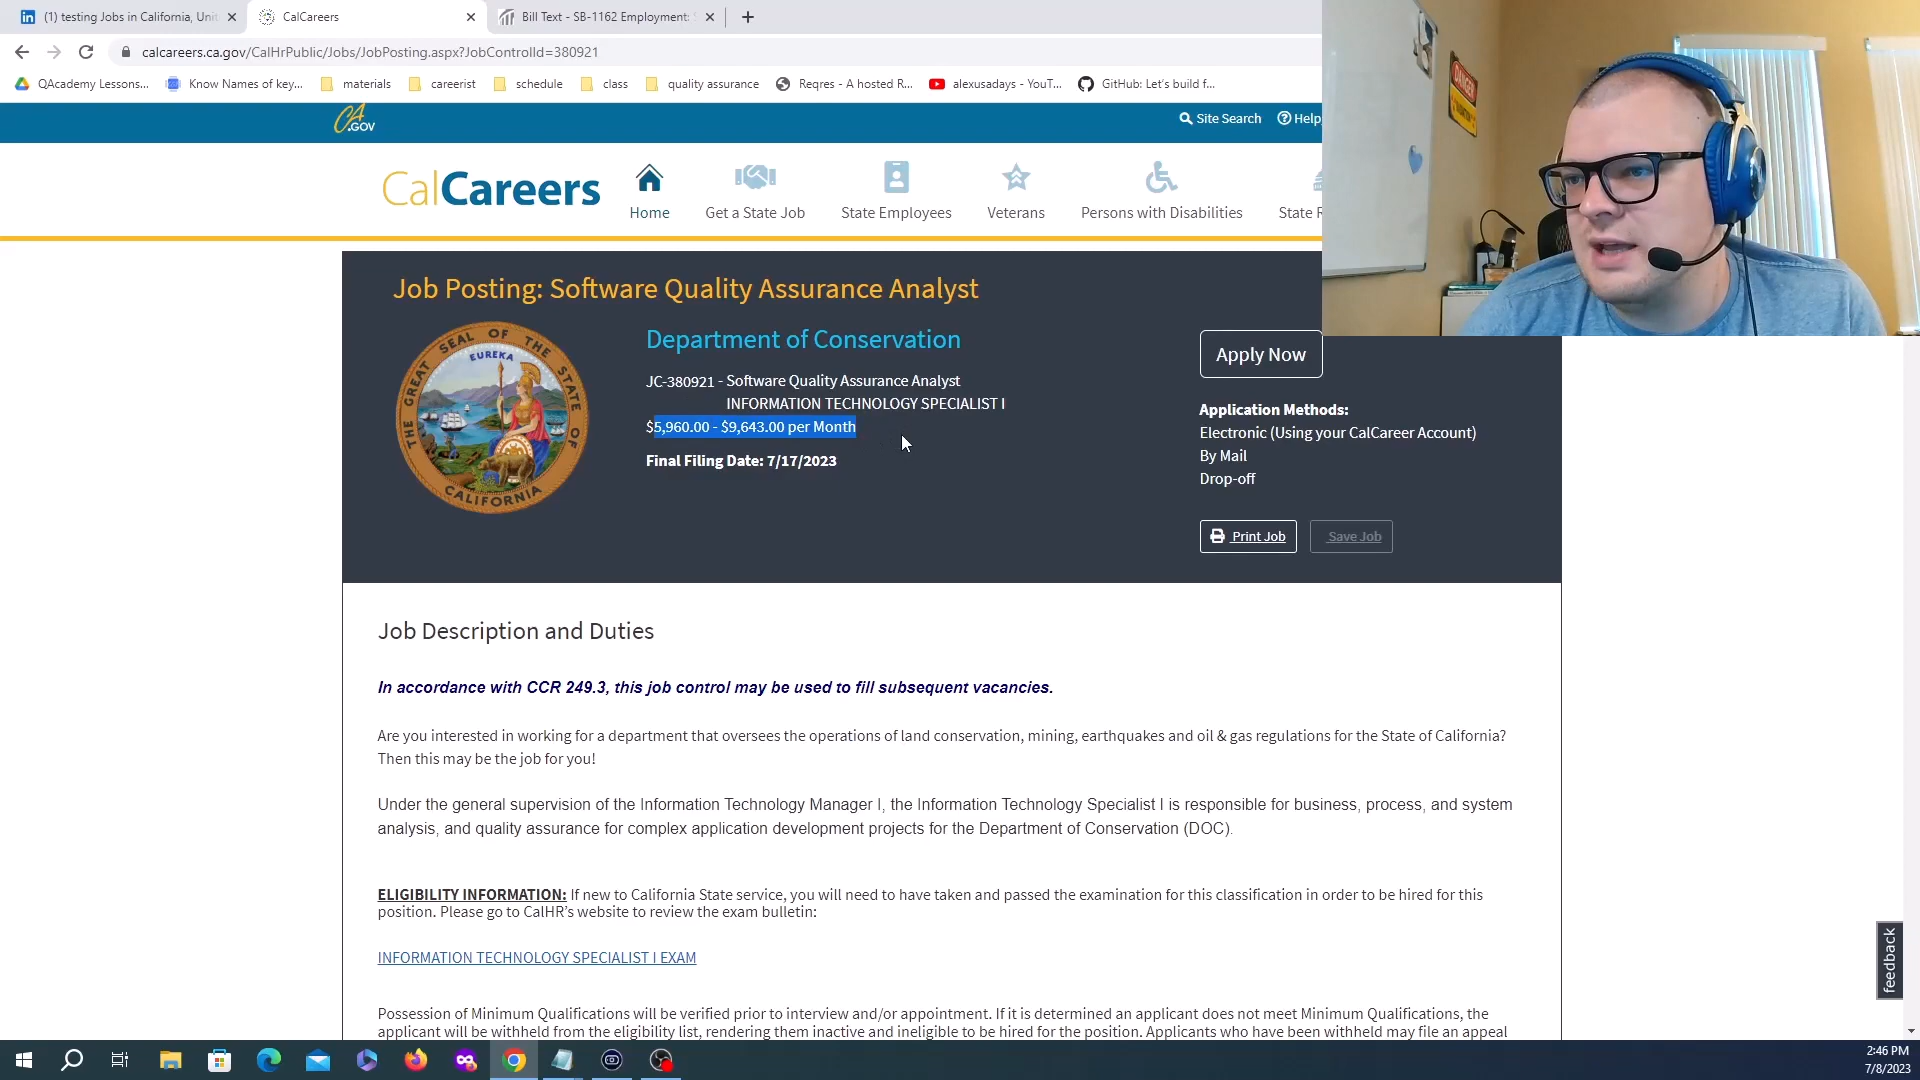 (1) testing Jobs in California, Unit
CalCareers
Bill Text - SB-1162 Employment: S
calcareers.ca.gov/CalHrPublic/Jobs/JobPosting.aspx?JobControlId=380921
QAcademy Lessons...
Know Names of key...
materials
careerist
schedule
class
quality assurance
Reqres - A hosted R...
alexusadays - YouT...
GitHub: Let's build f...
CA.GOV
Site Search
Help
CalCareers
Home
Get a State Job
State Employees
Veterans
Persons with Disabilities
State R
DANGER
Job Posting: Software Quality Assurance Analyst
THE GREAT SEAL OF THE STATE OF CALIFORNIA
EUREKA
Department of Conservation
JC-380921 - Software Quality Assurance Analyst
INFORMATION TECHNOLOGY SPECIALIST I
$5,960.00 - $9,643.00 per Month
Final Filing Date: 7/17/2023
Apply Now
Application Methods:
Electronic (Using your CalCareer Account)
By Mail
Drop-off
Print Job
Save Job
Job Description and Duties
In accordance with CCR 249.3, this job control may be used to fill subsequent vacancies.
Are you interested in working for a department that oversees the operations of land conservation, mining, earthquakes and oil & gas regulations for the State of California?
Then this may be the job for you!
Under the general supervision of the Information Technology Manager I, the Information Technology Specialist I is responsible for business, process, and system
analysis, and quality assurance for complex application development projects for the Department of Conservation (DOC).
ELIGIBILITY INFORMATION: If new to California State service, you will need to have taken and passed the examination for this classification in order to be hired for this
position. Please go to CalHR's website to review the exam bulletin:
INFORMATION TECHNOLOGY SPECIALIST I EXAM
Possession of Minimum Qualifications will be verified prior to interview and/or appointment. If it is determined an applicant does not meet Minimum Qualifications, the
applicant will be withheld from the eligibility list, rendering them inactive and ineligible to be hired for the position. Applicants who have been withheld may file an appeal
feedback
2:46 PM
7/8/2023